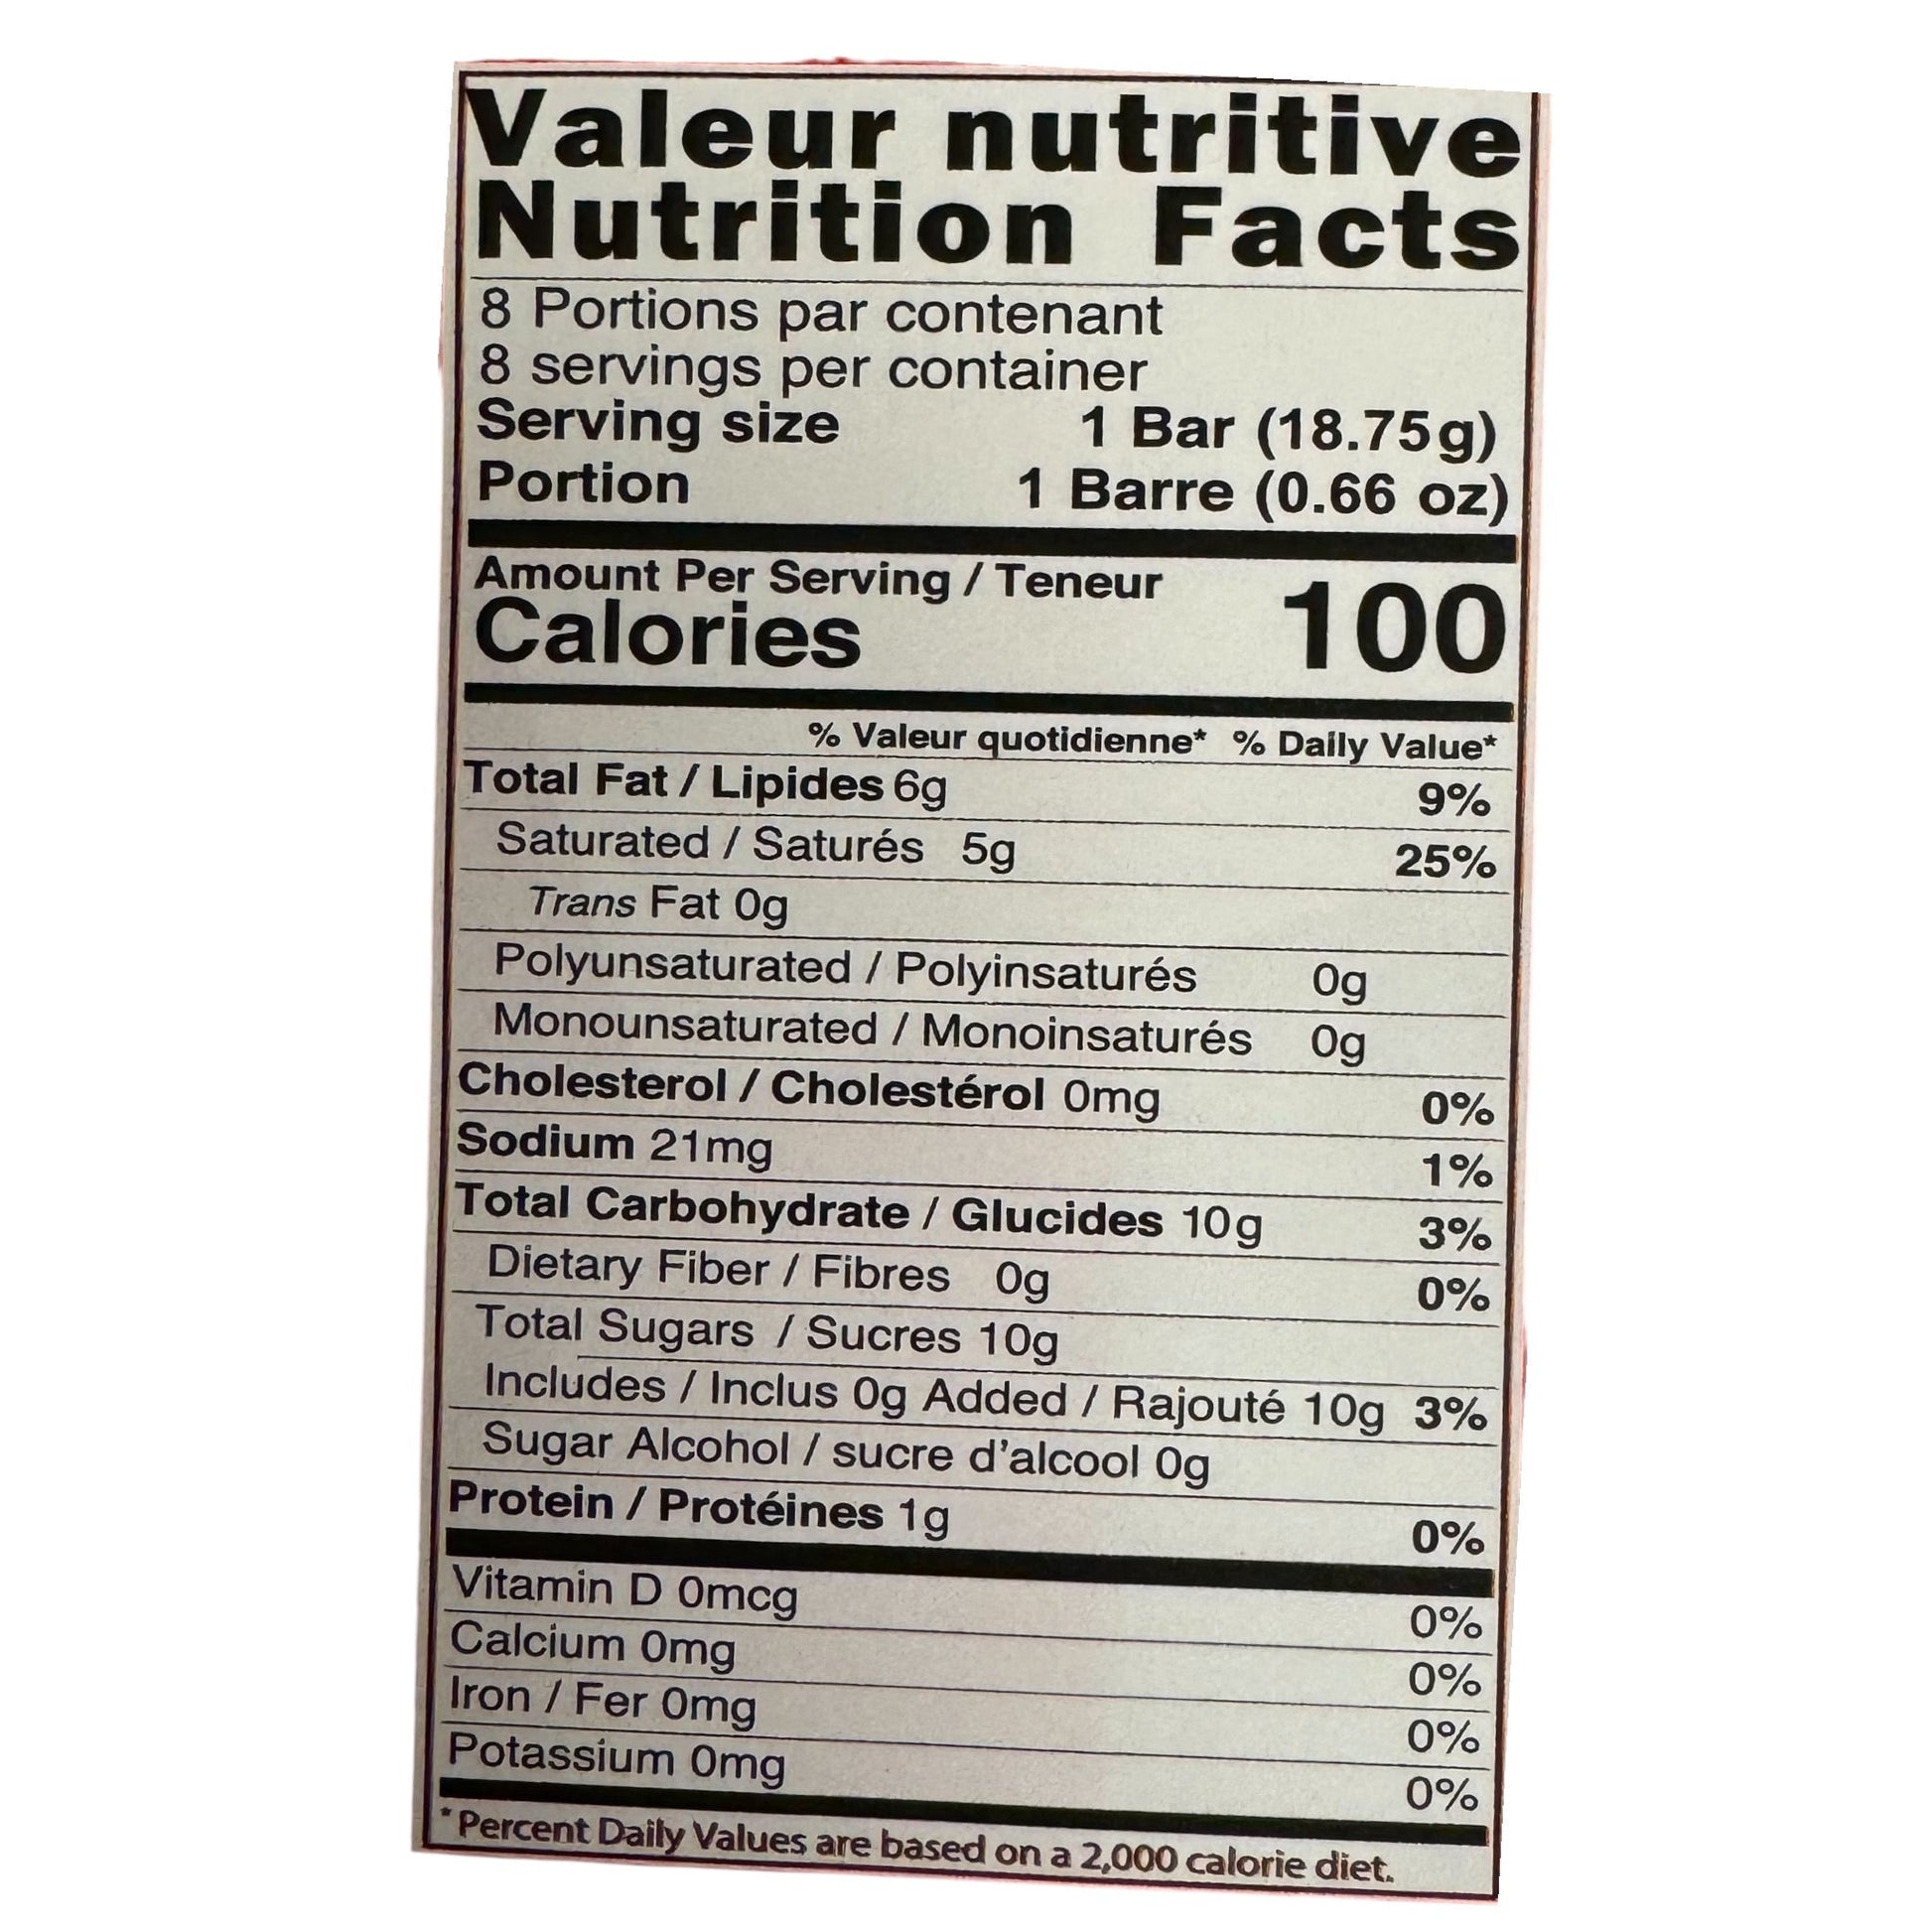 Valeur nutritive
Nutrition Facts
8 Portions par contenant
8 servings per container
Serving size 1 Bar (18.75g)
Portion 1 Barre (0.66 oz)
Amount Per Serving / Teneur
Calories 100
% Valeur quotidienne* % Daily Value*
Total Fat / Lipides 6g 9%
Saturated / Saturés 5g 25%
Trans Fat 0g
Polyunsaturated / Polyinsaturés 0g
Monounsaturated / Monoinsaturés 0g
Cholesterol / Cholestérol 0mg 0%
Sodium 21mg 1%
Total Carbohydrate / Glucides 10g 3%
Dietary Fiber / Fibres 0g 0%
Total Sugars / Sucres 10g
Includes / Inclus 0g Added / Rajouté 10g 3%
Sugar Alcohol / sucre d'alcool 0g
Protein / Protéines 1g 0%
Vitamin D 0mcg 0%
Calcium 0mg 0%
Iron / Fer 0mg 0%
Potassium 0mg 0%
*Percent Daily Values are based on a 2,000 calorie diet.